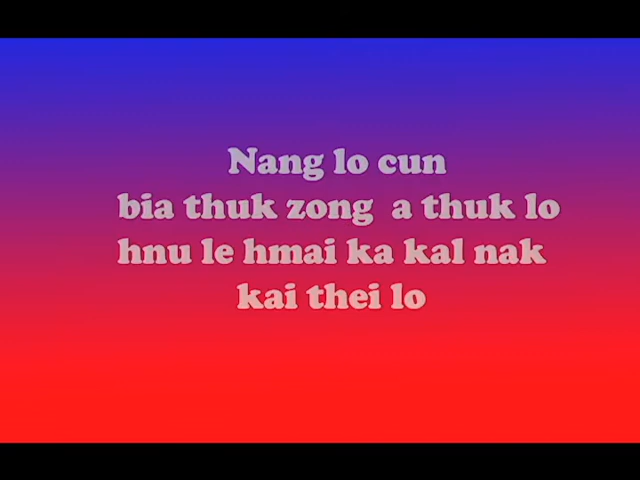 Nang lo cun
bia thuk zong a thuk lo
hnu le hmai ka kal nak
kai thei lo